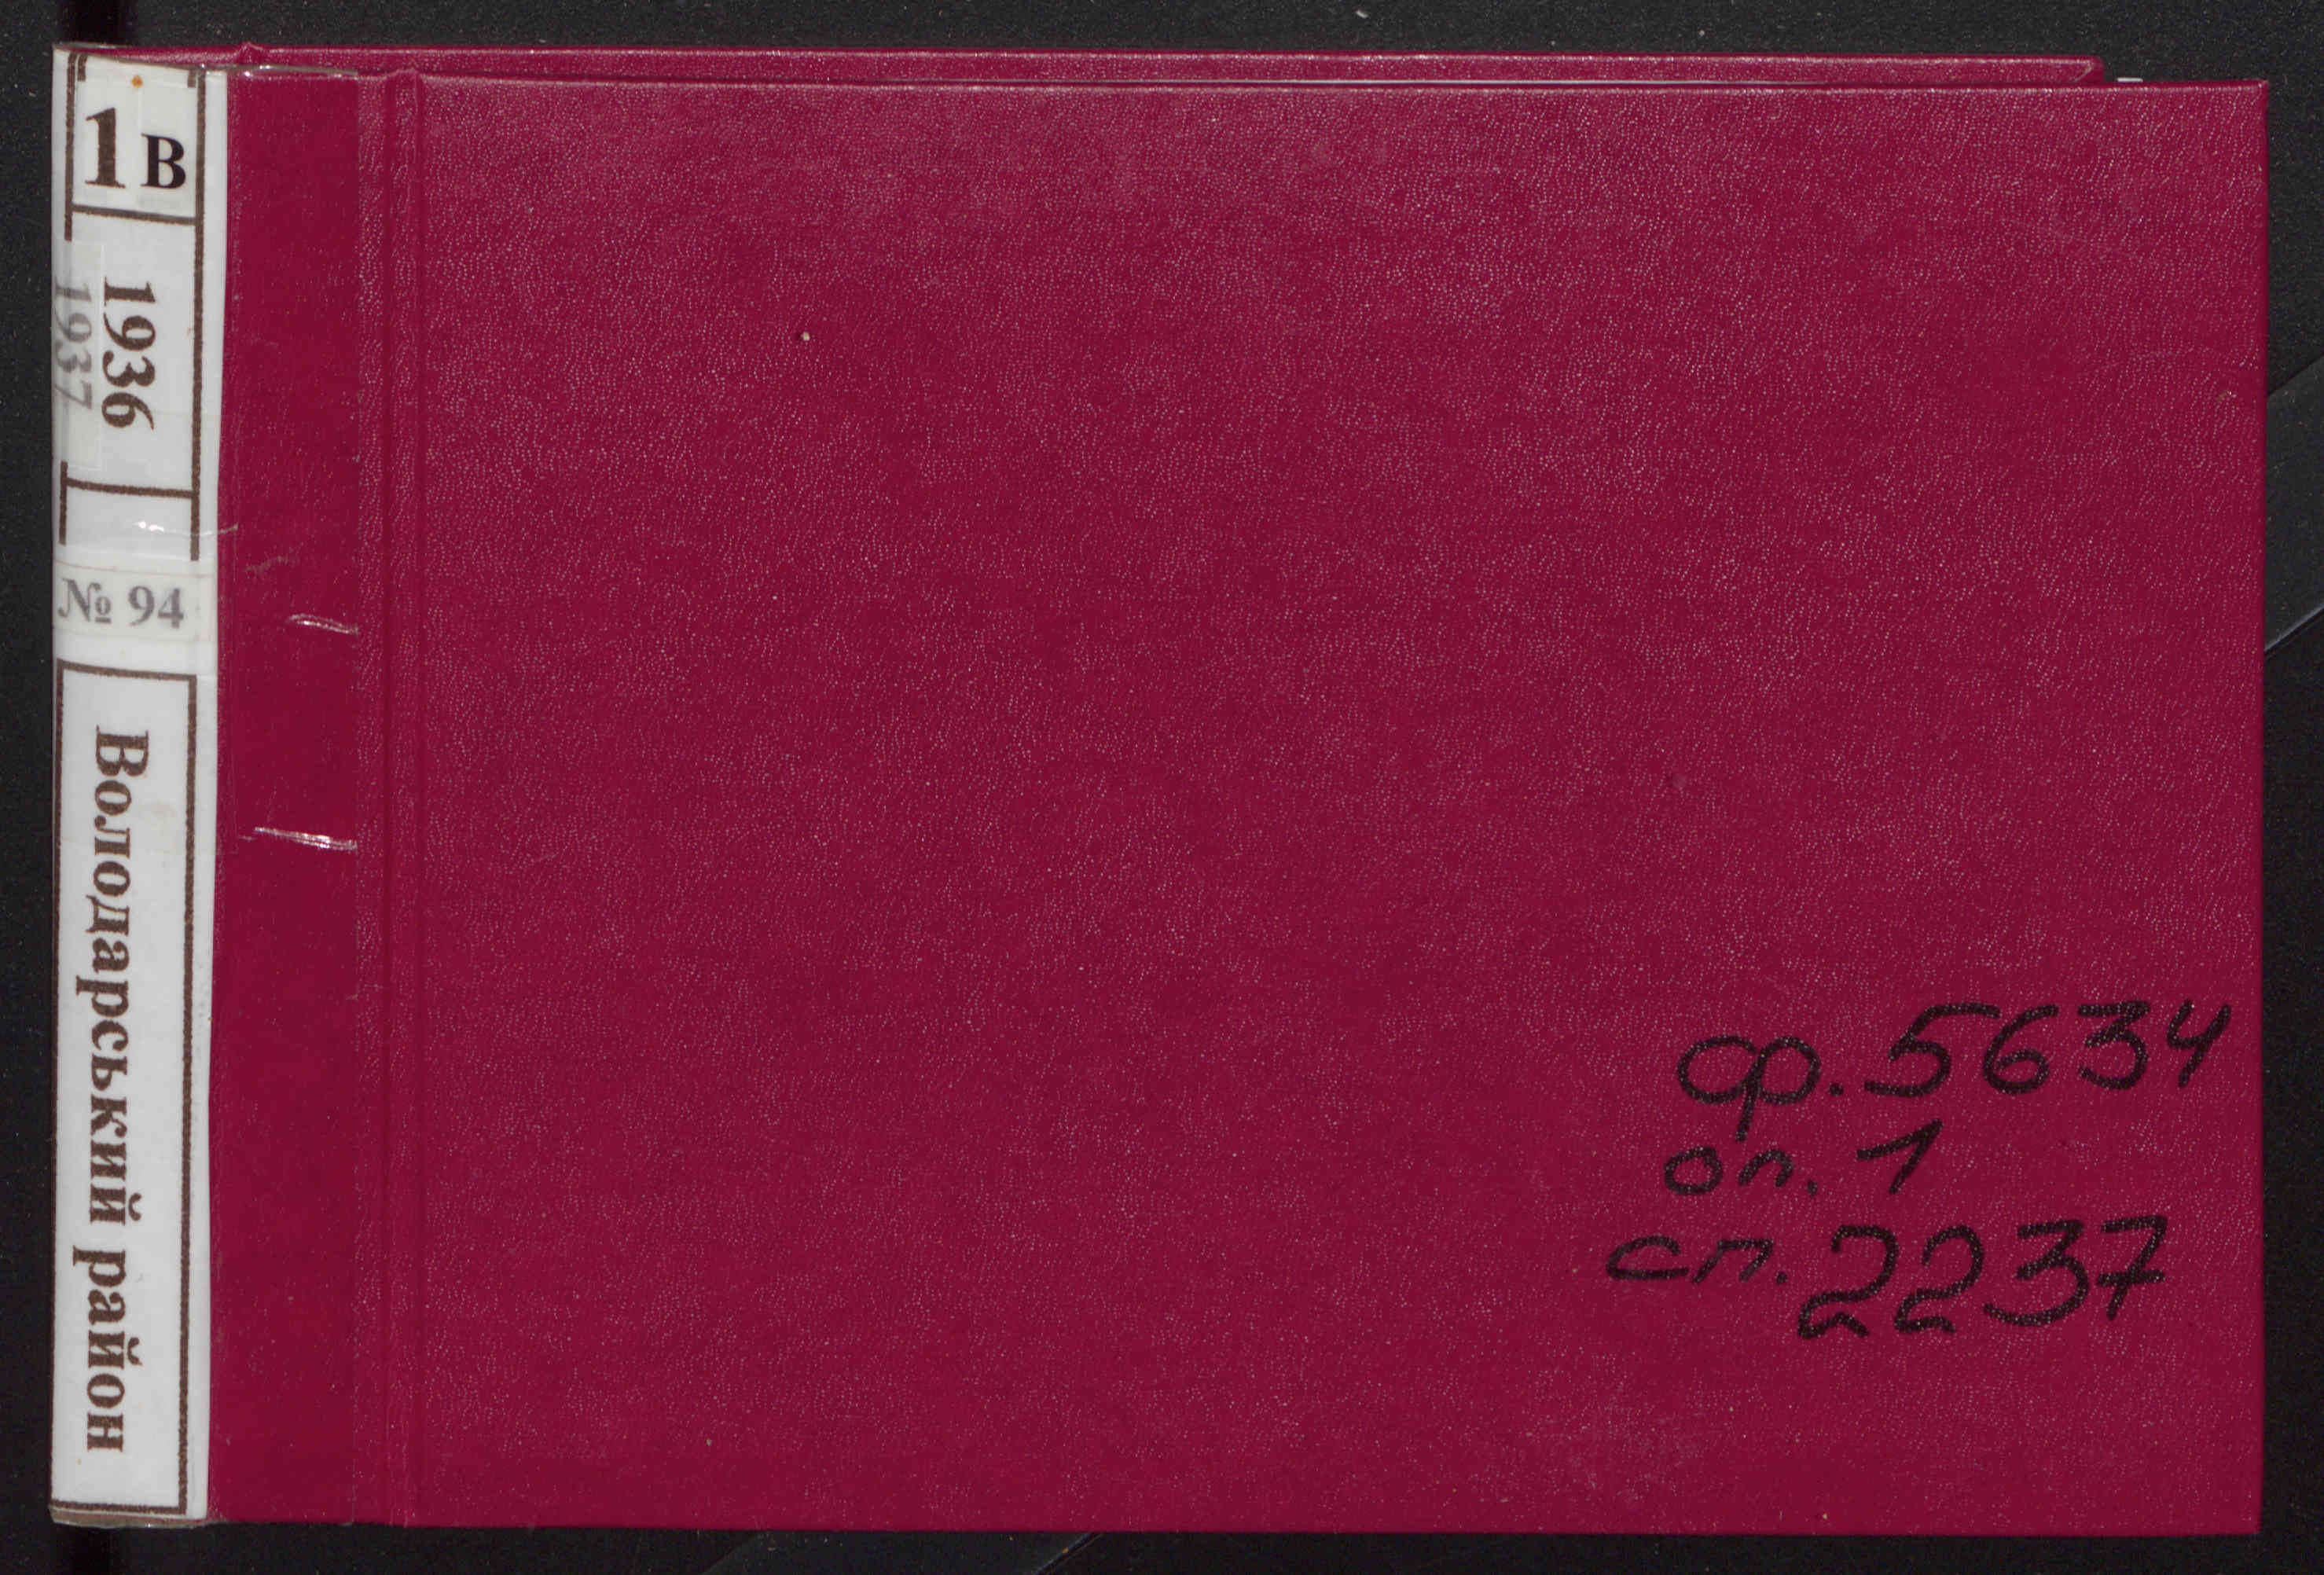 1 В
1936
1937
№ 94
Володарський район
ф. 5634
оп. 1
сп. 2237